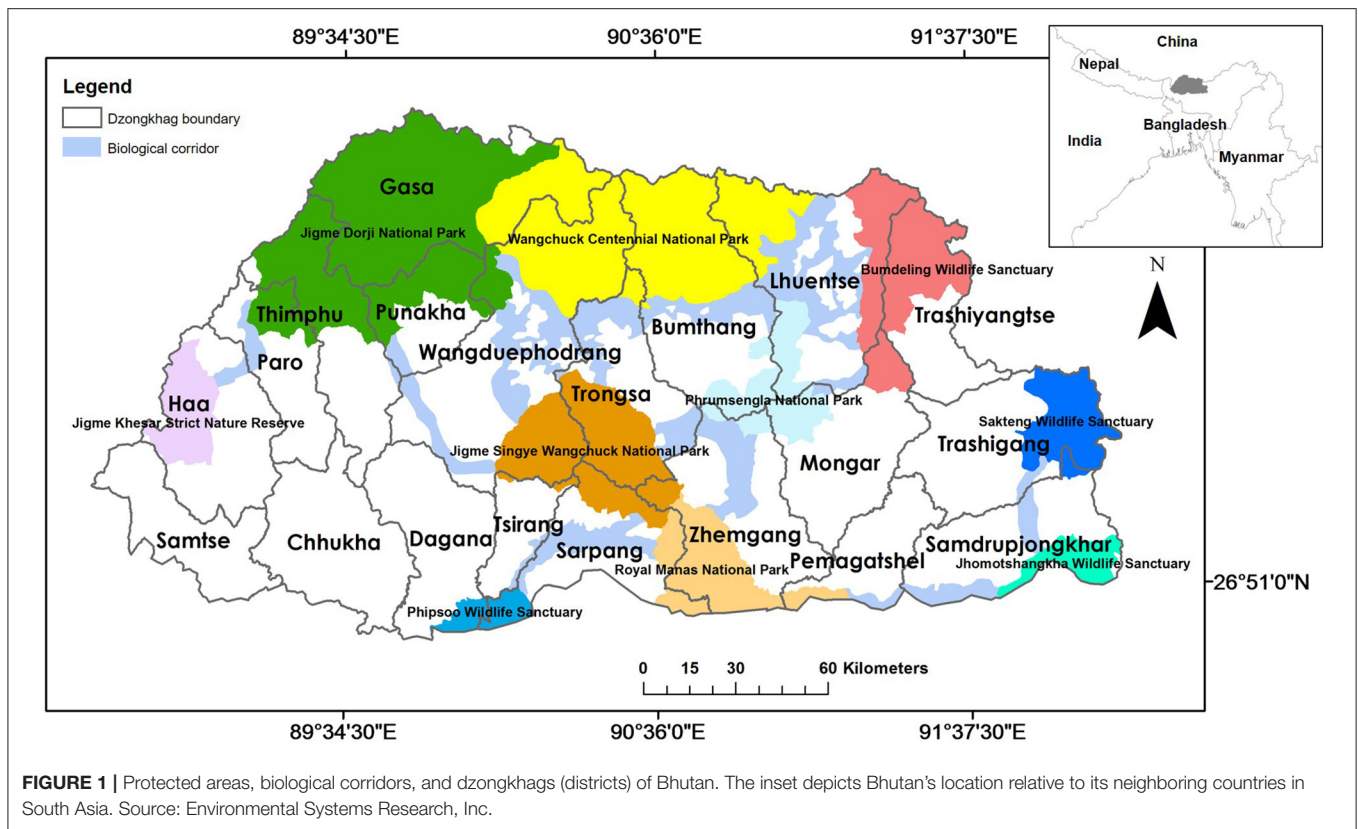 89°34'30"E
90°36'0"E
91°37'30"E
Legend
Dzongkhag boundary
Biological corridor
China
Nepal
India
Bangladesh
Myanmar
N
Gasa
Jigme Dorji National Park
Wangchuck Centennial National Park
Bumdeling Wildlife Sanctuary
Lhuentse
Trashiyangtse
Thimphu
Punakha
Bumthang
Wangduephodrang
Paro
Trongsa
Phrumsengla National Park
Haa
Jigme Khesar Strict Nature Reserve
Sakteng Wildlife Sanctuary
Trashigang
Jigme Singye Wangchuck National Park
Mongar
Samtse
Chhukha
Dagana
Tsirang
Sarpang
Zhemgang
Royal Manas National Park
Pemagatshel
Samdrupjongkhar
Jhomotshangkha Wildlife Sanctuary
26°51'0"N
Phipsoo Wildlife Sanctuary
0 15 30 60 Kilometers
89°34'30"E
90°36'0"E
91°37'30"E
FIGURE 1 | Protected areas, biological corridors, and dzongkhags (districts) of Bhutan. The inset depicts Bhutan's location relative to its neighboring countries in
South Asia. Source: Environmental Systems Research, Inc.